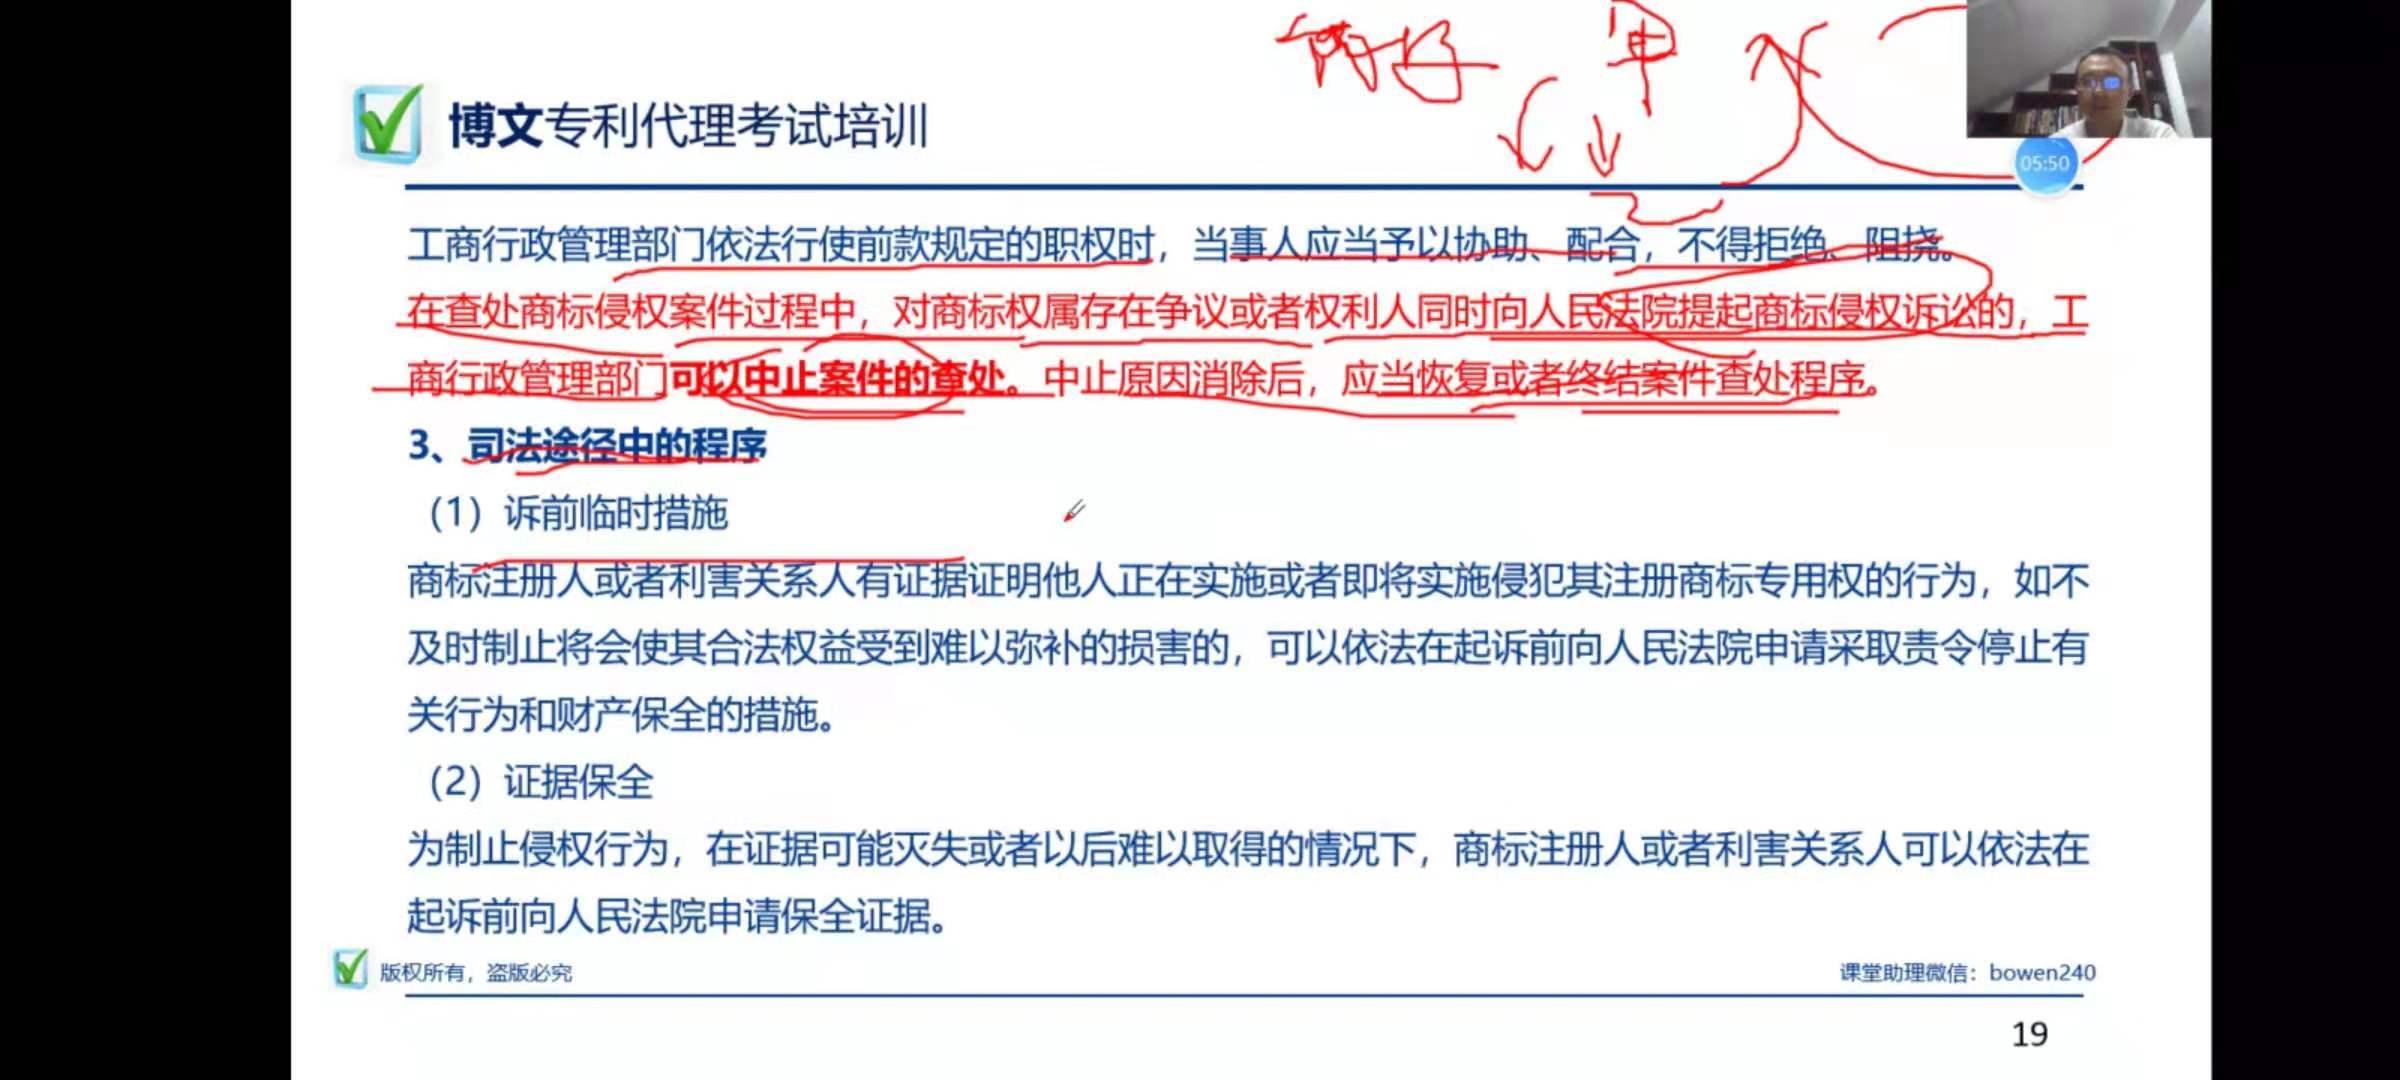 博文专利代理考试培训
05:50
工商行政管理部门依法行使前款规定的职权时，当事人应当予以协助、配合，不得拒绝、阻挠。
在查处商标侵权案件过程中，对商标权属存在争议或者权利人同时向人民法院提起商标侵权诉讼的，工
商行政管理部门可以中止案件的查处。中止原因消除后，应当恢复或者终结案件查处程序。
3、司法途径中的程序
（1）诉前临时措施
商标注册人或者利害关系人有证据证明他人正在实施或者即将实施侵犯其注册商标专用权的行为，如不
及时制止将会使其合法权益受到难以弥补的损害的，可以依法在起诉前向人民法院申请采取责令停止有
关行为和财产保全的措施。
（2）证据保全
为制止侵权行为，在证据可能灭失或者以后难以取得的情况下，商标注册人或者利害关系人可以依法在
起诉前向人民法院申请保全证据。
版权所有，盗版必究
课堂助理微信：bowen240
19